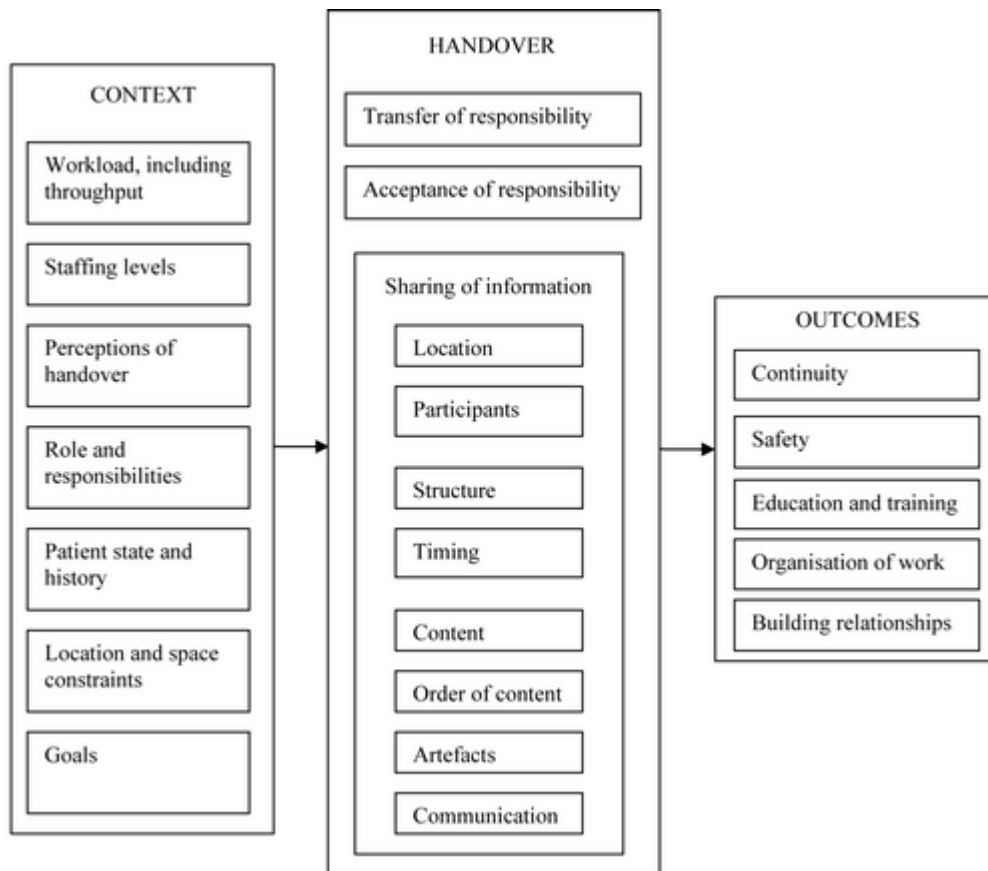 CONTEXT
Workload, including
throughput
Staffing levels
Perceptions of
handover
Role and
responsibilities
Patient state and
history
Location and space
constraints
Goals
HANDOVER
Transfer of responsibility
Acceptance of responsibility
Sharing of information
Location
Participants
Structure
Timing
Content
Order of content
Artefacts
Communication
OUTCOMES
Continuity
Safety
Education and training
Organisation of work
Building relationships